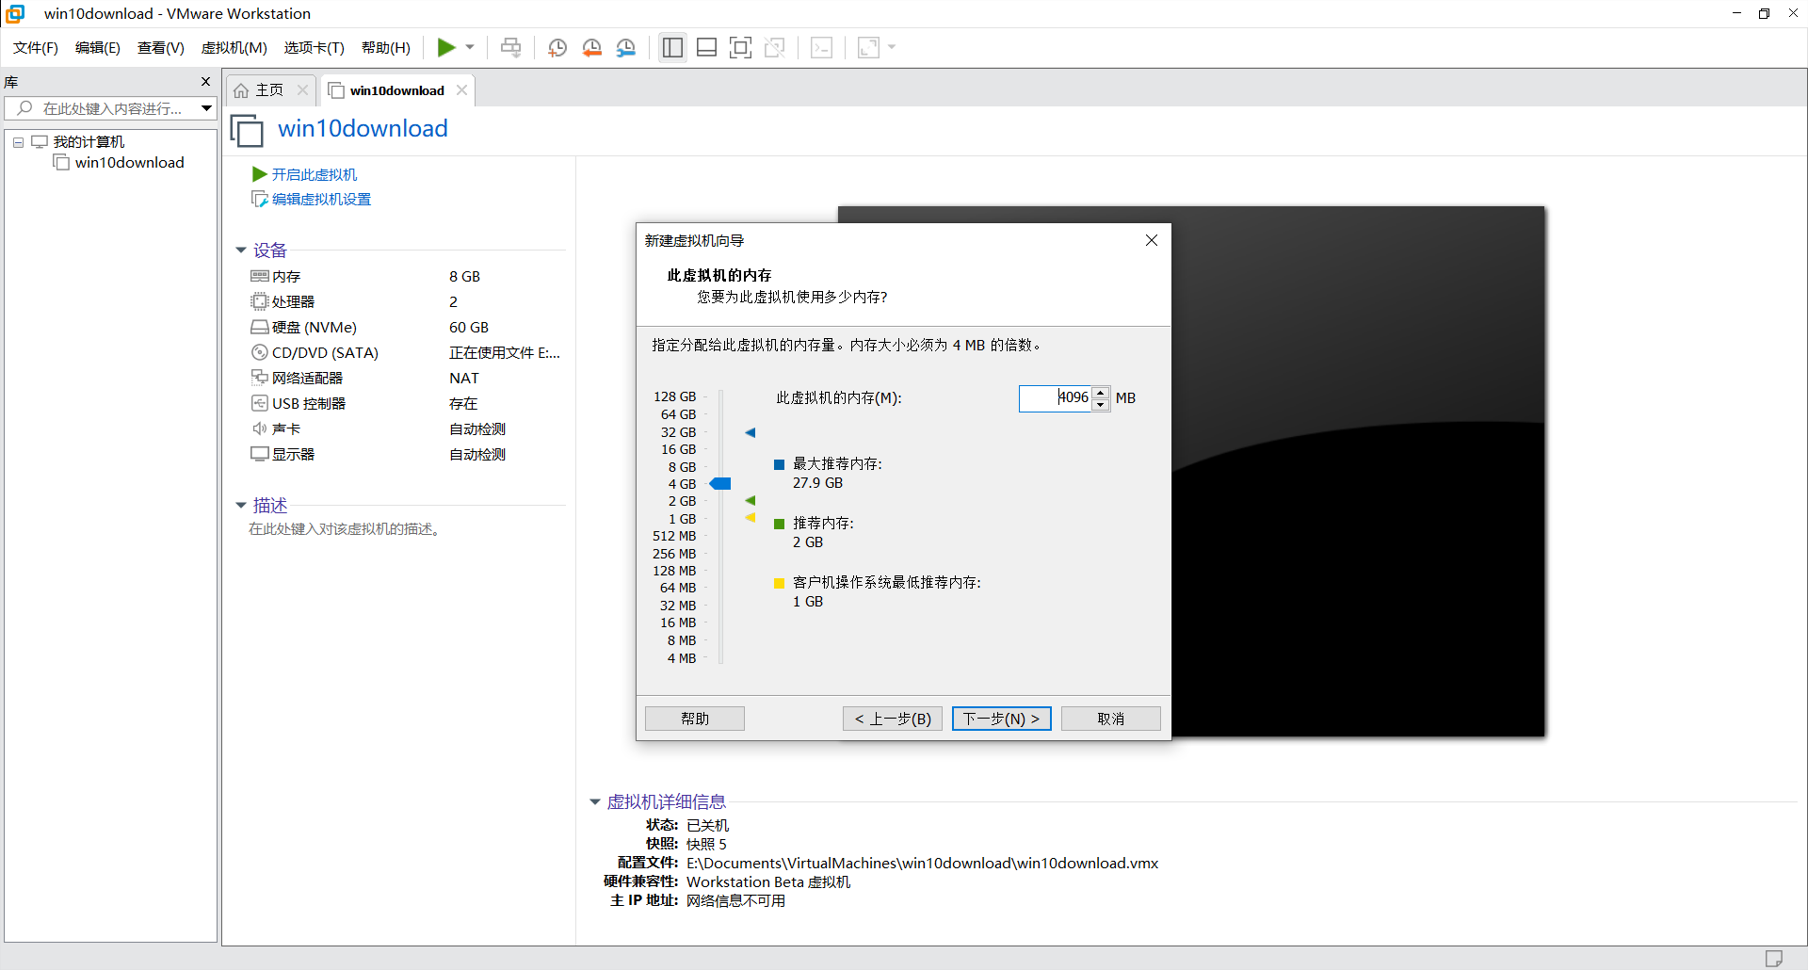 win10download - VMware Workstation
文件(F) 编辑(E) 查看(V) 虚拟机(M) 选项卡(T) 帮助(H)
库
在此处键入内容进行...
我的计算机
win10download
主页
win10download
win10download
开启此虚拟机
编辑虚拟机设置
设备
内存 8 GB
处理器 2
硬盘 (NVMe) 60 GB
CD/DVD (SATA) 正在使用文件 E:...
网络适配器 NAT
USB 控制器 存在
声卡 自动检测
显示器 自动检测
描述
在此处键入对该虚拟机的描述。
新建虚拟机向导
此虚拟机的内存
您要为此虚拟机使用多少内存?
指定分配给此虚拟机的内存量。内存大小必须为 4 MB 的倍数。
128 GB
64 GB
32 GB
16 GB
8 GB
4 GB
2 GB
1 GB
512 MB
256 MB
128 MB
64 MB
32 MB
16 MB
8 MB
4 MB
此虚拟机的内存(M): 4096 MB
最大推荐内存:
27.9 GB
推荐内存:
2 GB
客户机操作系统最低推荐内存:
1 GB
帮助 < 上一步(B) 下一步(N) > 取消
虚拟机详细信息
状态: 已关机
快照: 快照 5
配置文件: E:\Documents\VirtualMachines\win10download\win10download.vmx
硬件兼容性: Workstation Beta 虚拟机
主 IP 地址: 网络信息不可用